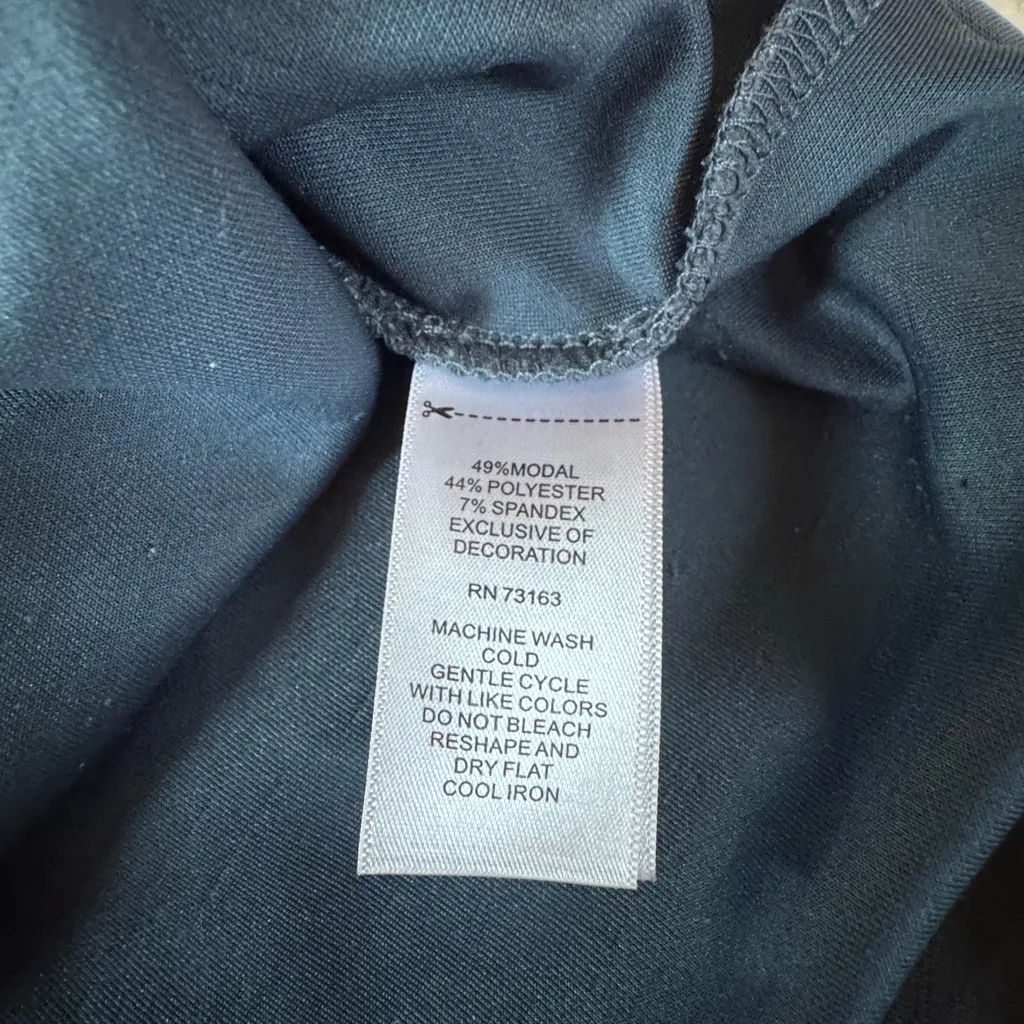 49%MODAL
44% POLYESTER
7% SPANDEX
EXCLUSIVE OF
DECORATION
RN 73163
MACHINE WASH
COLD
GENTLE CYCLE
WITH LIKE COLORS
DO NOT BLEACH
RESHAPE AND
DRY FLAT
COOL IRON